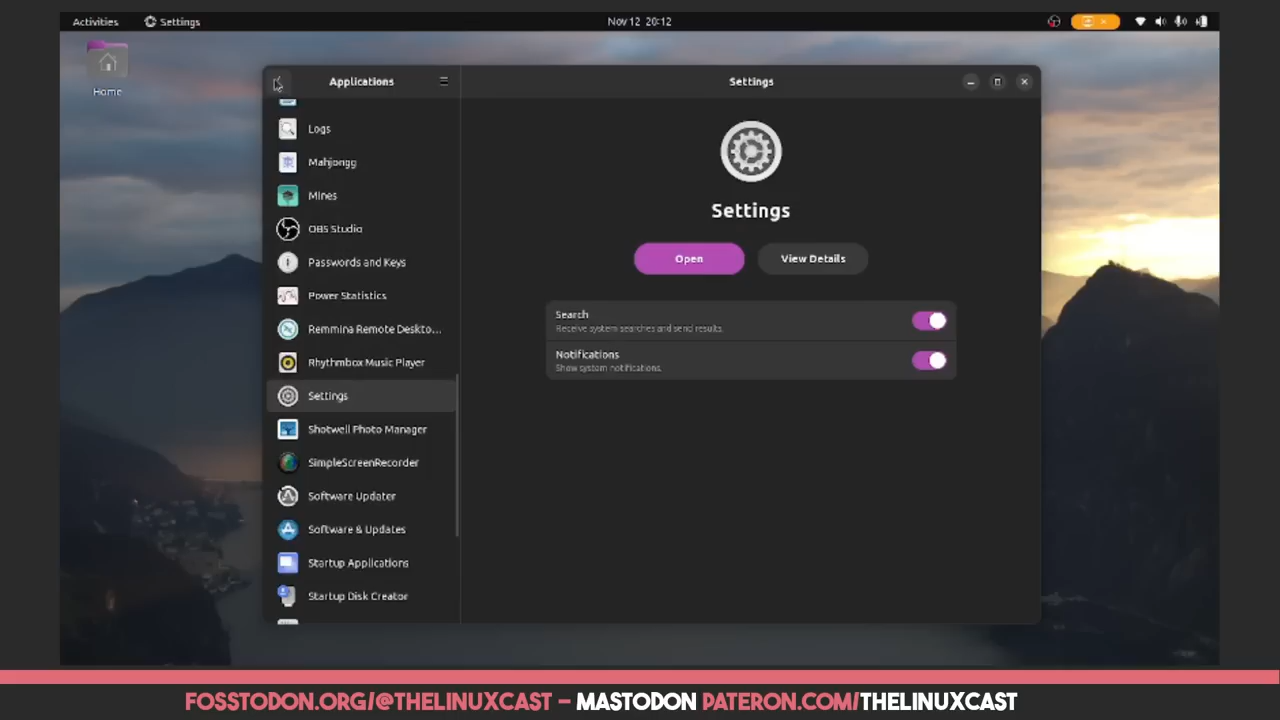 Activities
Settings
Nov 12 20:12
Home
Applications
Settings
Logs
Mahjongg
Mines
OBS Studio
Passwords and Keys
Power Statistics
Remmina Remote Deskto...
Rhythmbox Music Player
Settings
Shotwell Photo Manager
SimpleScreenRecorder
Software Updater
Software & Updates
Startup Applications
Startup Disk Creator
Settings
Open
View Details
Search
Receive system searches and send results.
Notifications
Show system notifications.
FOSSTODON.ORG/@THELINUXCAST – MASTODON PATERON.COM/THELINUXCAST